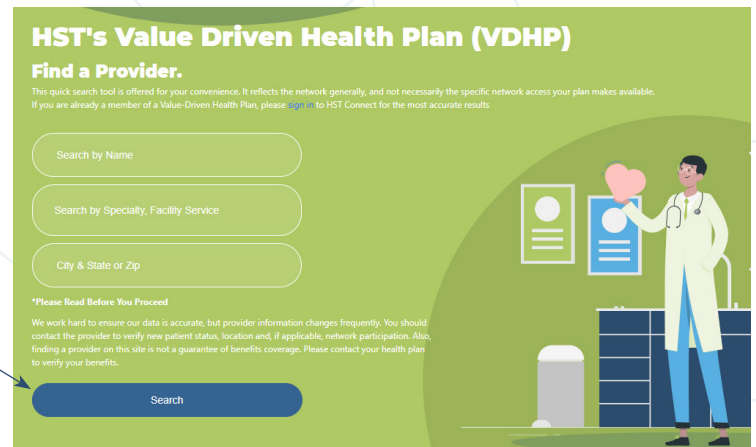 HST's Value Driven Health Plan (VDHP)
Find a Provider.
This quick search tool is offered for your convenience. It reflects the network generally, and not necessarily the specific network access your plan makes available.
If you are already a member of a Value-Driven Health Plan, please sign in to HST Connect for the most accurate results
Search by Name
Search by Specialty, Facility Service
City & State or Zip
*Please Read Before You Proceed
We work hard to ensure our data is accurate, but provider information changes frequently. You should
contact the provider to verify new patient status, location and, if applicable, network participation. Also,
finding a provider on this site is not a guarantee of benefits coverage. Please contact your health plan
to verify your benefits.
Search